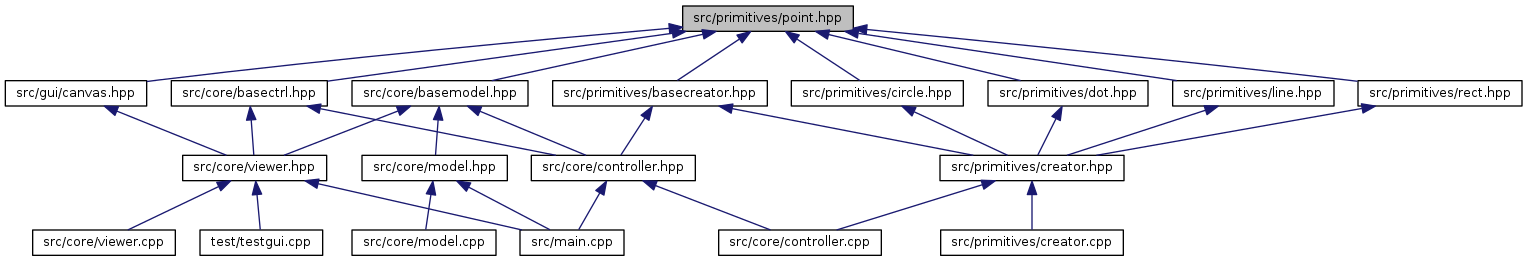 src/primitives/point.hpp
src/gui/canvas.hpp
src/core/basectrl.hpp
src/core/basemodel.hpp
src/primitives/basecreator.hpp
src/primitives/circle.hpp
src/primitives/dot.hpp
src/primitives/line.hpp
src/primitives/rect.hpp
src/core/viewer.hpp
src/core/model.hpp
src/core/controller.hpp
src/primitives/creator.hpp
src/core/viewer.cpp
test/testgui.cpp
src/core/model.cpp
src/main.cpp
src/core/controller.cpp
src/primitives/creator.cpp